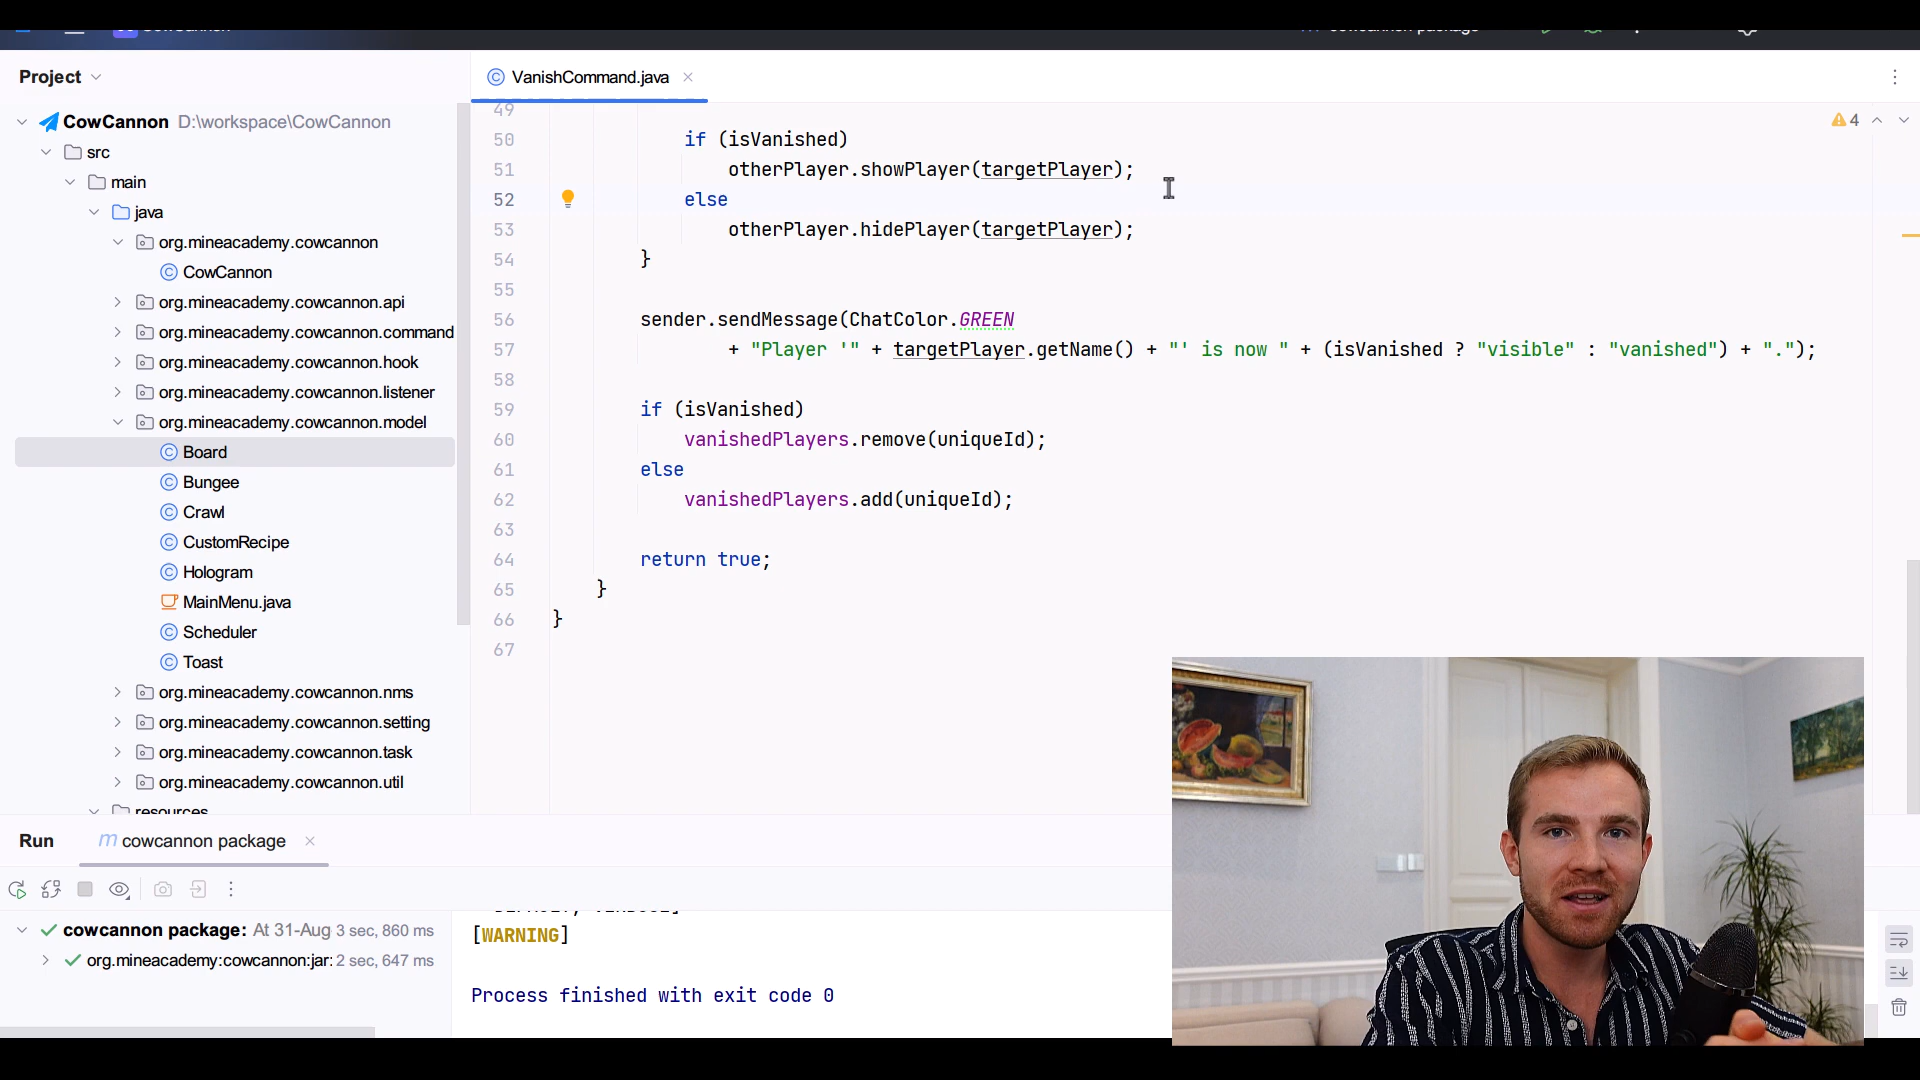 Project
CowCannon D:\workspace\CowCannon
src
main
java
org.mineacademy.cowcannon
CowCannon
org.mineacademy.cowcannon.api
org.mineacademy.cowcannon.command
org.mineacademy.cowcannon.hook
org.mineacademy.cowcannon.listener
org.mineacademy.cowcannon.model
Board
Bungee
Crawl
CustomRecipe
Hologram
MainMenu.java
Scheduler
Toast
org.mineacademy.cowcannon.nms
org.mineacademy.cowcannon.setting
org.mineacademy.cowcannon.task
org.mineacademy.cowcannon.util
resources
VanishCommand.java
4
49
50 if (isVanished)
51 otherPlayer.showPlayer(targetPlayer);
52 else
53 otherPlayer.hidePlayer(targetPlayer);
54 }
55
56 sender.sendMessage(ChatColor.GREEN
57 + "Player '" + targetPlayer.getName() + "' is now " + (isVanished ? "visible" : "vanished") + ".");
58
59 if (isVanished)
60 vanishedPlayers.remove(uniqueId);
61 else
62 vanishedPlayers.add(uniqueId);
63
64 return true;
65 }
66 }
67
Run cowcannon package
cowcannon package: At 31-Aug 3 sec, 860 ms
org.mineacademy:cowcannon:jar: 2 sec, 647 ms
[WARNING]
Process finished with exit code 0